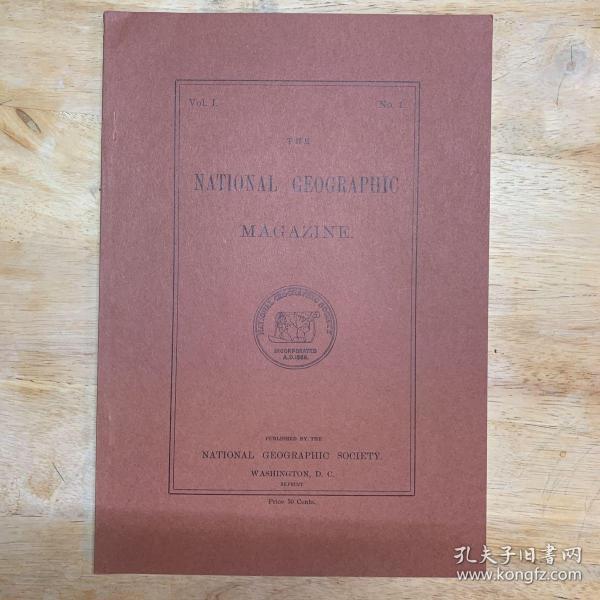 Vol. I. No. 1
THE
NATIONAL GEOGRAPHIC
MAGAZINE.
NATIONAL GEOGRAPHIC SOCIETY
INCORPORATED
A.D.1888.
PUBLISHED BY THE
NATIONAL GEOGRAPHIC SOCIETY.
WASHINGTON, D. C.
REPRINT
Price 50 Cents.
孔夫子旧书网
www.kongfz.com